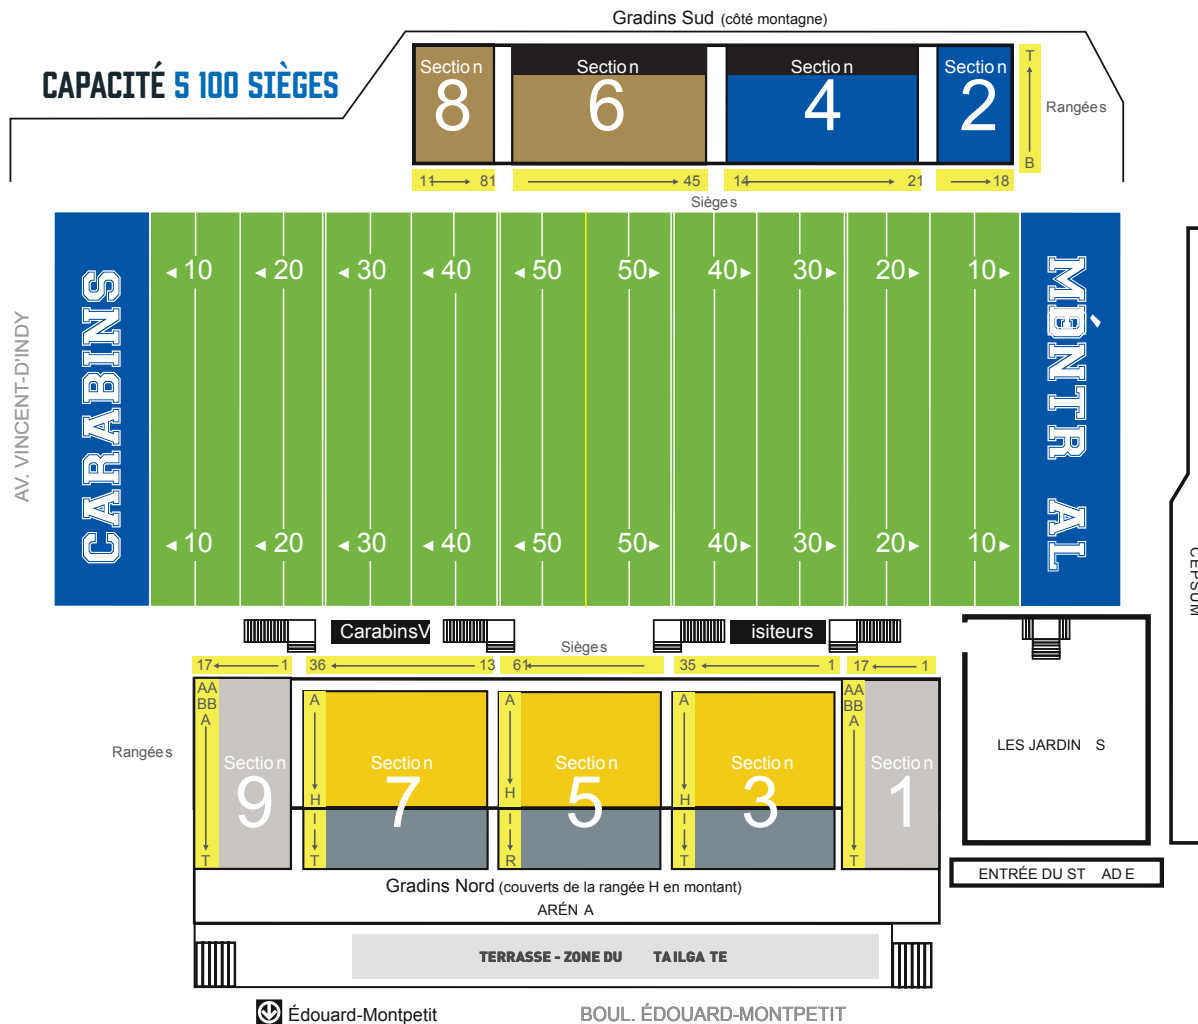 Gradins Sud (côté montagne)
CAPACITÉ 5 100 SIÈGES
Section
8
Section
6
Section
4
Section
2
T
Rangées
B
11 81
45
14 21
18
Sièges
AV. VINCENT-D'INDY
CARABINS
◄ 10 ◄ 20 ◄ 30 ◄ 40 ◄ 50 50 ► 40 ► 30 ► 20 ► 10 ►
MONTR AL
◄ 10 ◄ 20 ◄ 30 ◄ 40 ◄ 50 50 ► 40 ► 30 ► 20 ► 10 ►
CEPSUM
CarabinsV isiteurs
Sièges
17 1
36 13
61
35 1
17 1
Rangées
AA
BB
A
T
Section
9
A
H
I
T
Section
7
A
H
I
R
Section
5
A
H
I
T
Section
3
AA
BB
A
T
Section
1
LES JARDIN S
ENTRÉE DU ST AD E
Gradins Nord (couverts de la rangée H en montant)
ARÉN A
TERRASSE - ZONE DU TAILGA TE
Édouard-Montpetit
BOUL. ÉDOUARD-MONTPETIT